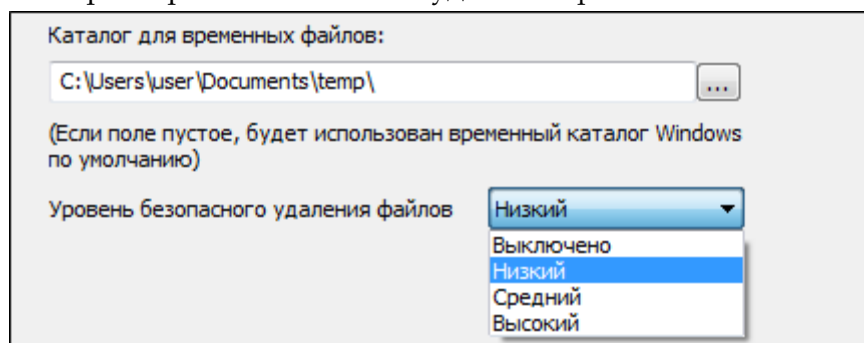 Каталог для временных файлов:
C:\Users\user\Documents\temp\
...
(Если поле пустое, будет использован временный каталог Windows
по умолчанию)
Уровень безопасного удаления файлов
Низкий
Выключено
Низкий
Средний
Высокий